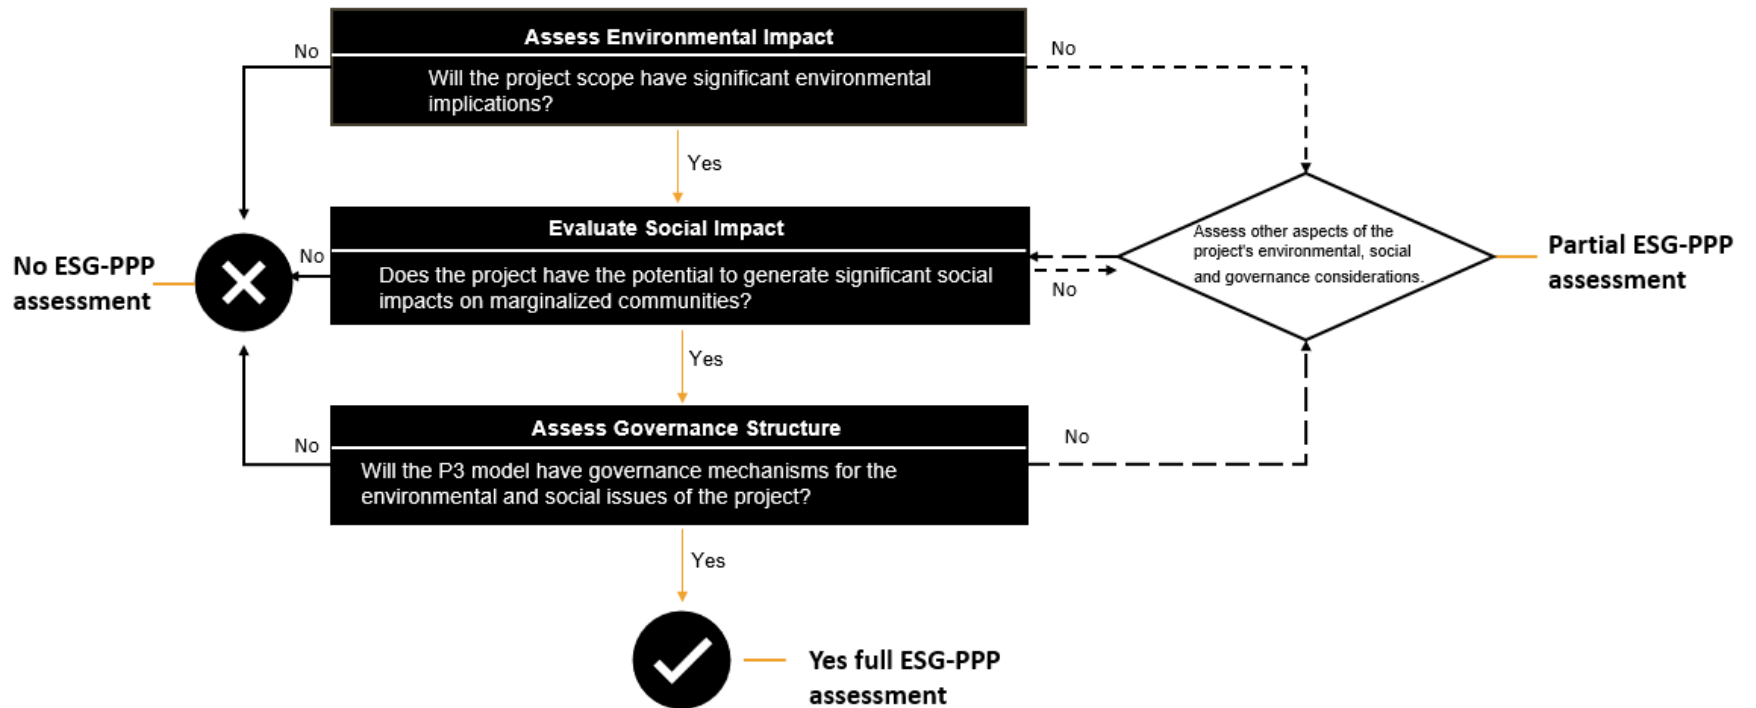 Assess Environmental Impact
No
No
Will the project scope have significant environmental
implications?
Yes
Evaluate Social Impact
No
Does the project have the potential to generate significant social
impacts on marginalized communities?
No
Assess other aspects of the
project's environmental, social
and governance considerations.
No ESG-PPP
assessment
Partial ESG-PPP
assessment
Yes
Assess Governance Structure
No
No
Will the P3 model have governance mechanisms for the
environmental and social issues of the project?
Yes
Yes full ESG-PPP
assessment